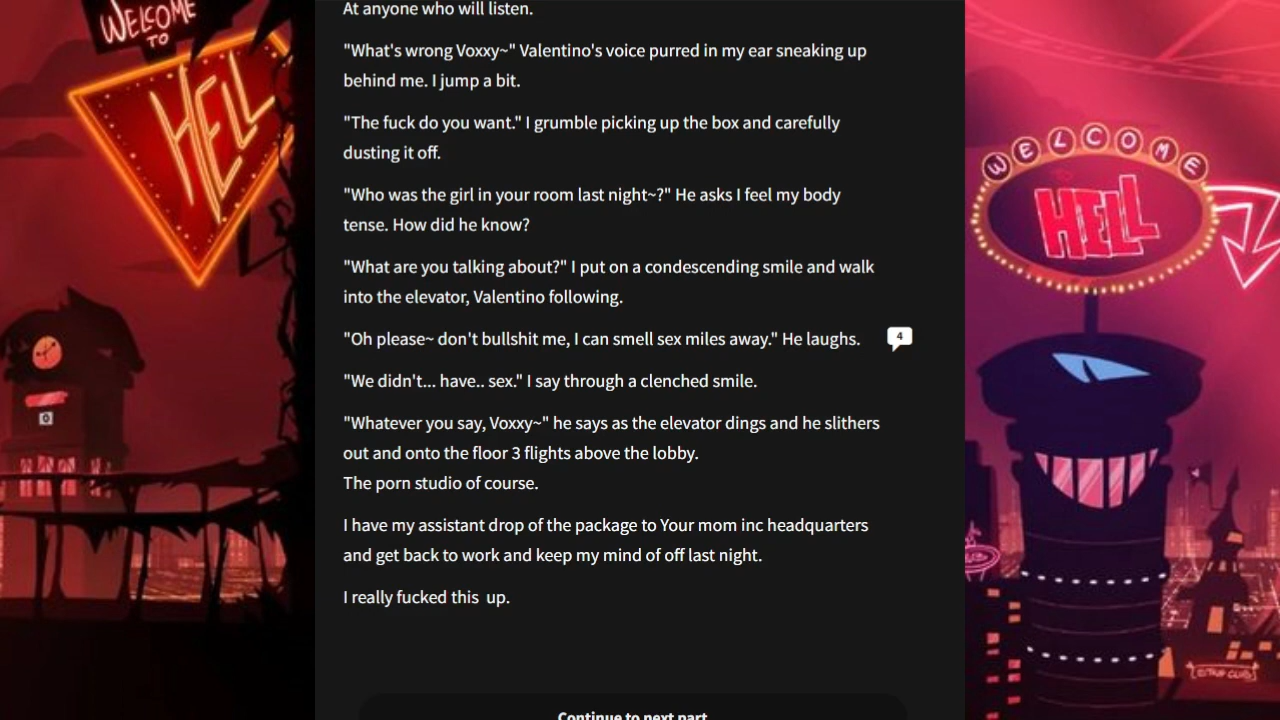 WELCOME
TO
HELL
At anyone who will listen.
"What's wrong Voxxy~" Valentino's voice purred in my ear sneaking up
behind me. I jump a bit.
"The fuck do you want." I grumble picking up the box and carefully
dusting it off.
"Who was the girl in your room last night~?" He asks I feel my body
tense. How did he know?
"What are you talking about?" I put on a condescending smile and walk
into the elevator, Valentino following.
"Oh please~ don't bullshit me, I can smell sex miles away." He laughs.
4
"We didn't... have.. sex." I say through a clenched smile.
"Whatever you say, Voxxy~" he says as the elevator dings and he slithers
out and onto the floor 3 flights above the lobby.
The porn studio of course.
I have my assistant drop of the package to Your mom inc headquarters
and get back to work and keep my mind of off last night.
I really fucked this  up.
Continue to next part
WELCOME
TO
HELL